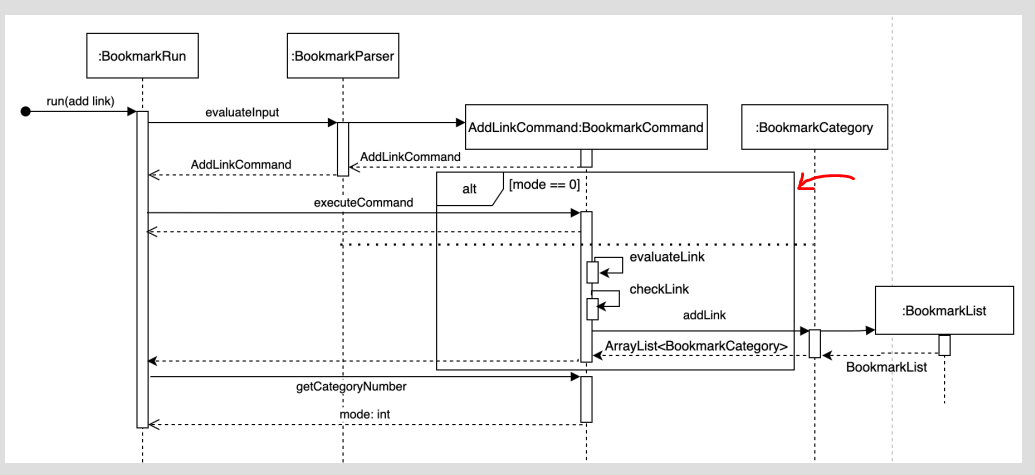 :BookmarkRun
:BookmarkParser
run(add link)
evaluateInput
AddLinkCommand:BookmarkCommand
:BookmarkCategory
AddLinkCommand
AddLinkCommand
alt
[mode == 0]
executeCommand
evaluateLink
checkLink
addLink
:BookmarkList
ArrayList<BookmarkCategory>
BookmarkList
getCategoryNumber
mode: int